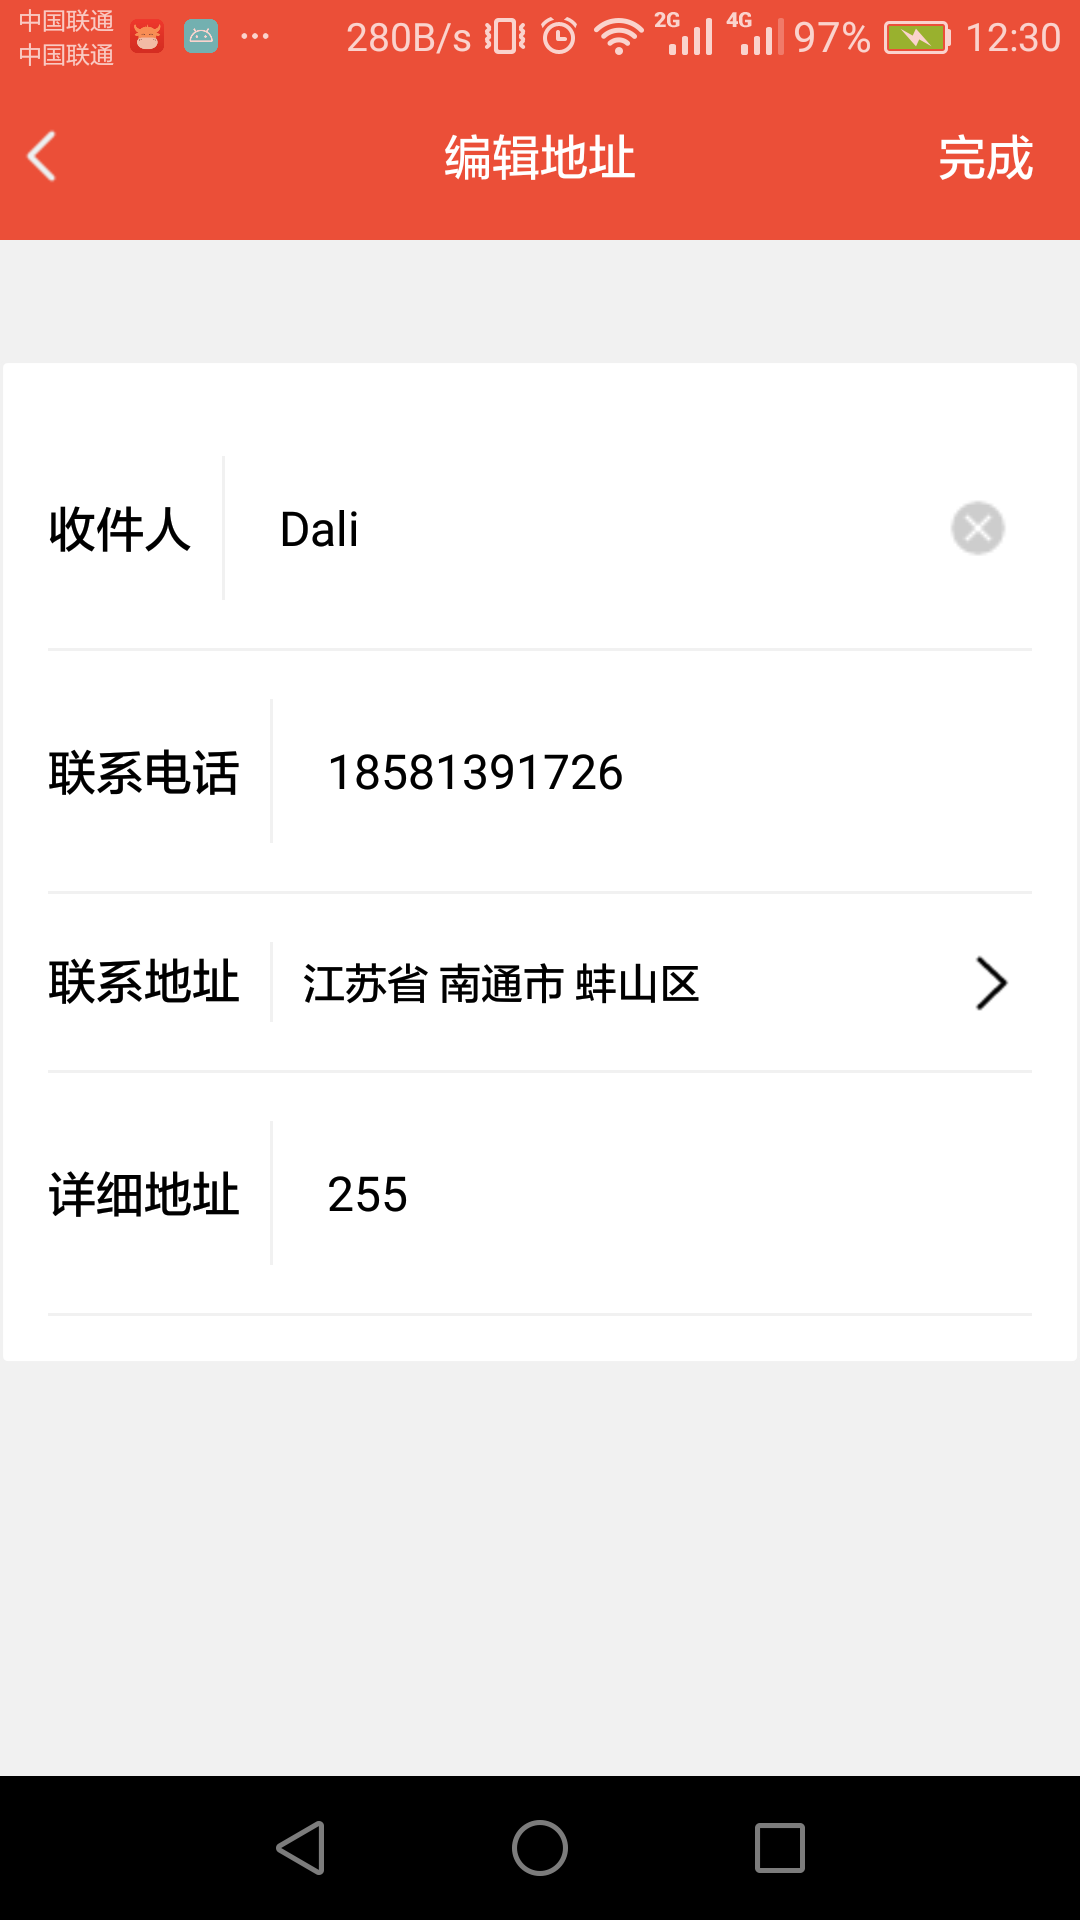 中国联通
中国联通
280B/s 2G 4G 97% 12:30
编辑地址 完成
收件人 Dali
联系电话 18581391726
联系地址 江苏省 南通市 蚌山区
详细地址 255